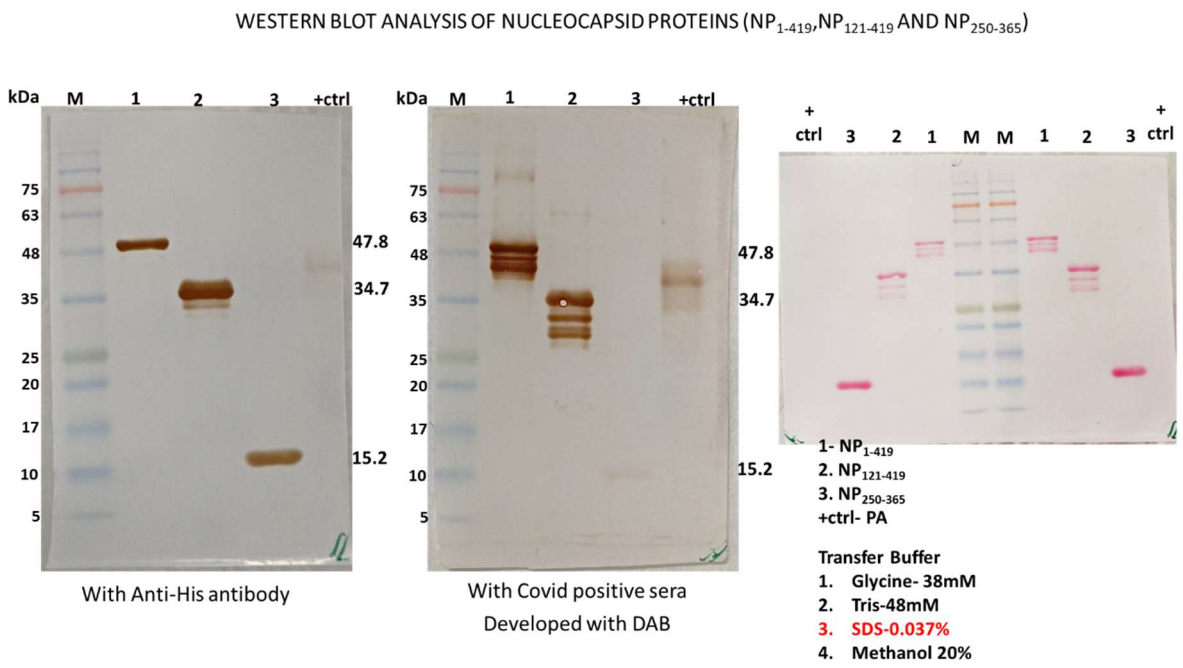 WESTERN BLOT ANALYSIS OF NUCLEOCAPSID PROTEINS (NP1-419,NP121-419 AND NP250-365)
kDa M 1 2 3 +ctrl
75
63
48
35
25
20
17
10
5
47.8
34.7
15.2
With Anti-His antibody
kDa M 1 2 3 +ctrl
75
63
48
35
25
20
17
10
5
47.8
34.7
15.2
With Covid positive sera
Developed with DAB
+ ctrl 3 2 1 M M 1 2 3 + ctrl
1- NP1-419
2. NP121-419
3. NP250-365
+ctrl- PA
Transfer Buffer
1. Glycine- 38mM
2. Tris-48mM
3. SDS-0.037%
4. Methanol 20%